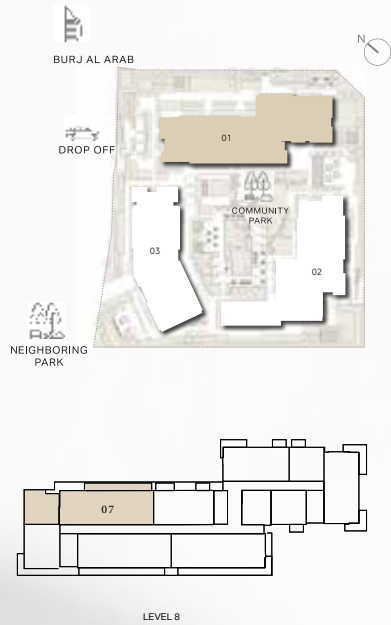 N
BURJ AL ARAB
DROP OFF
01
COMMUNITY
PARK
03
02
NEIGHBORING
PARK
07
LEVEL 8